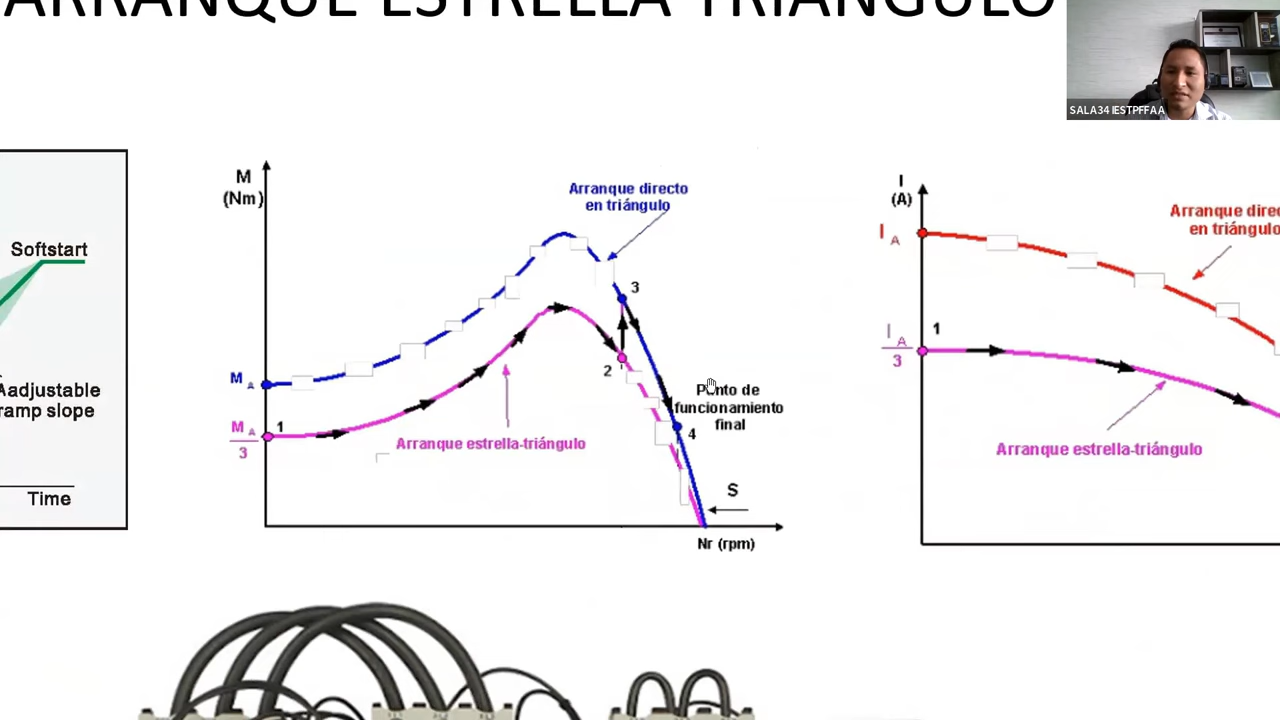 ARRANQUE ESTRELLA TRIÁNGULO
SALA34 IESTPFFAA
Softstart
Aadjustable
ramp slope
Time
M
(Nm)
Arranque directo
en triángulo
M A
M A
3
1
2
3
4
Arranque estrella-triángulo
Punto de
funcionamiento
final
S
Nr (rpm)
I
(A)
I A
I A
3
1
Arranque direc
en triángulo
Arranque estrella-triángulo